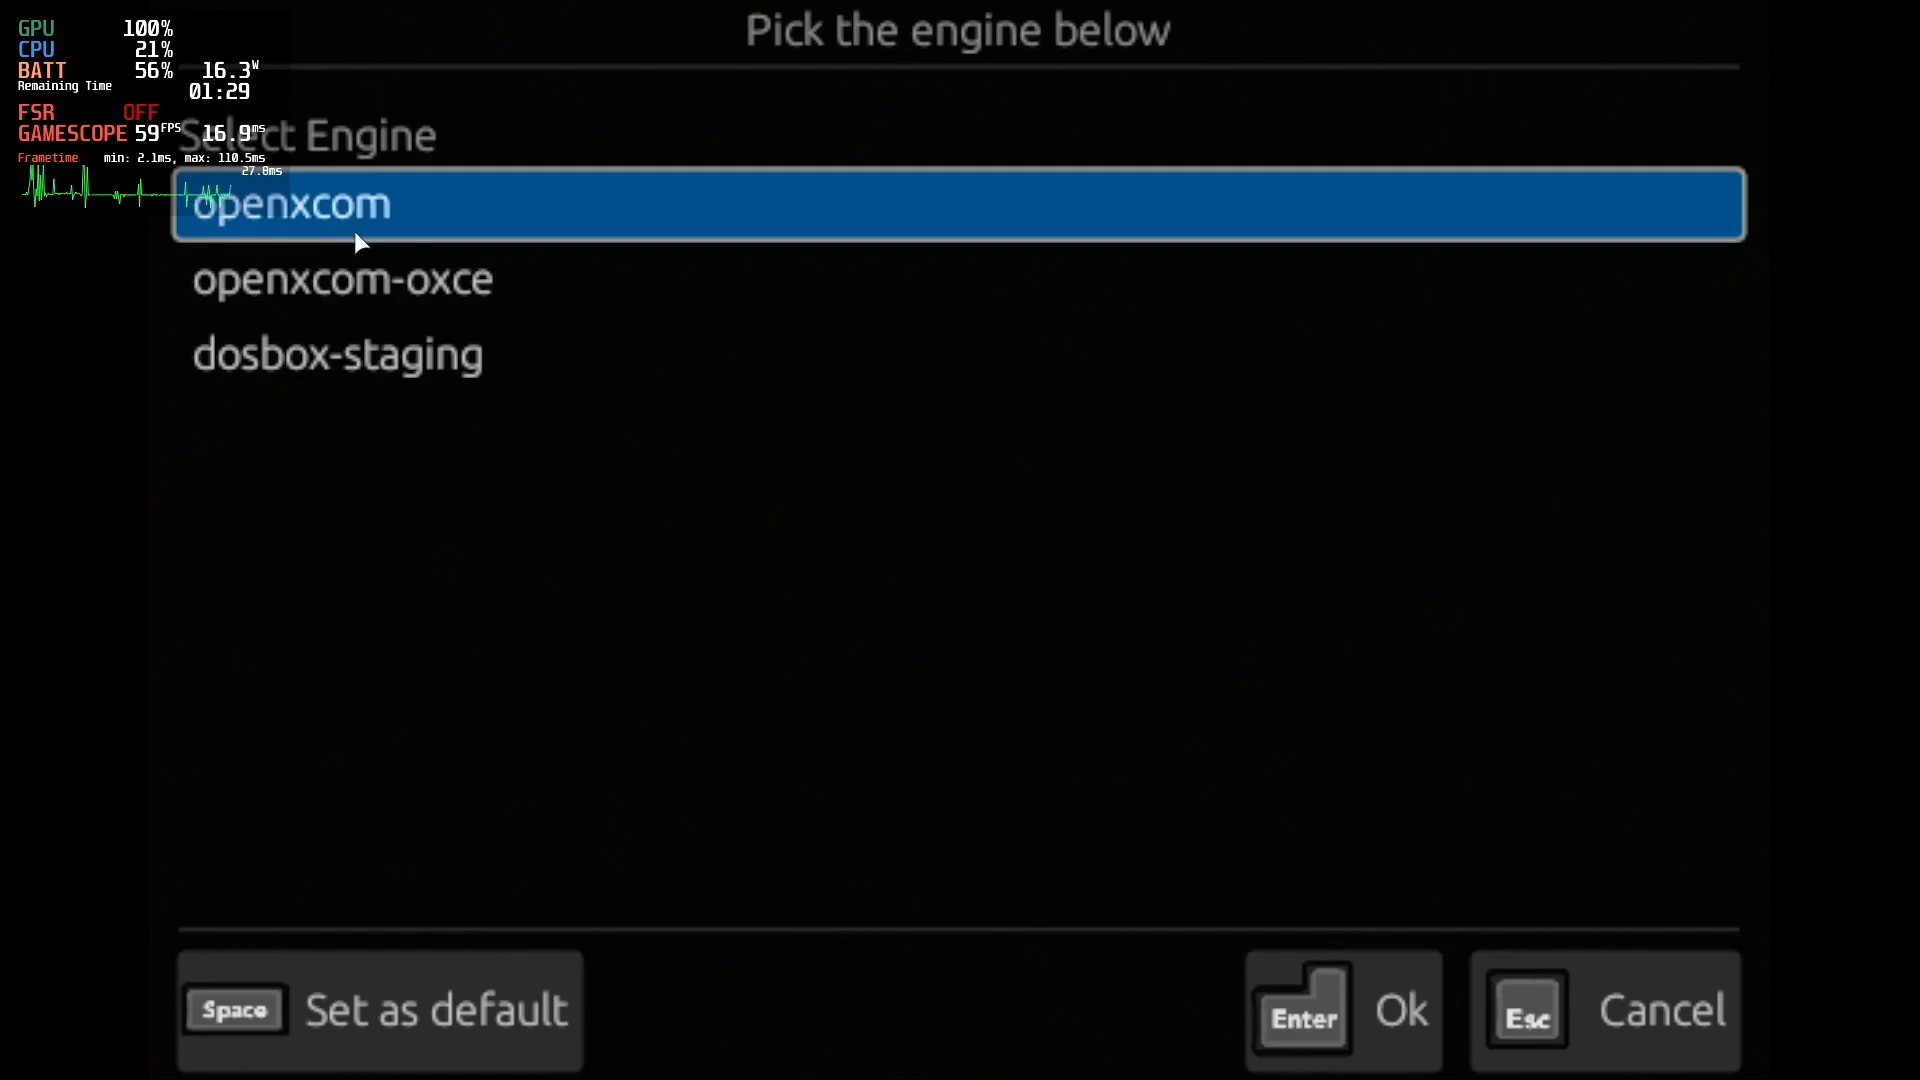 Pick the engine below
GPU 100%
CPU 21%
BATT 56% 16.3W
Remaining Time 01:29
FSR OFF
GAMESCOPE 59FPS 16.9ms
Frametime min: 2.1ms, max: 110.5ms
27.8ms
Select Engine
openxcom
openxcom-oxce
dosbox-staging
Space Set as default
Enter Ok
Esc Cancel